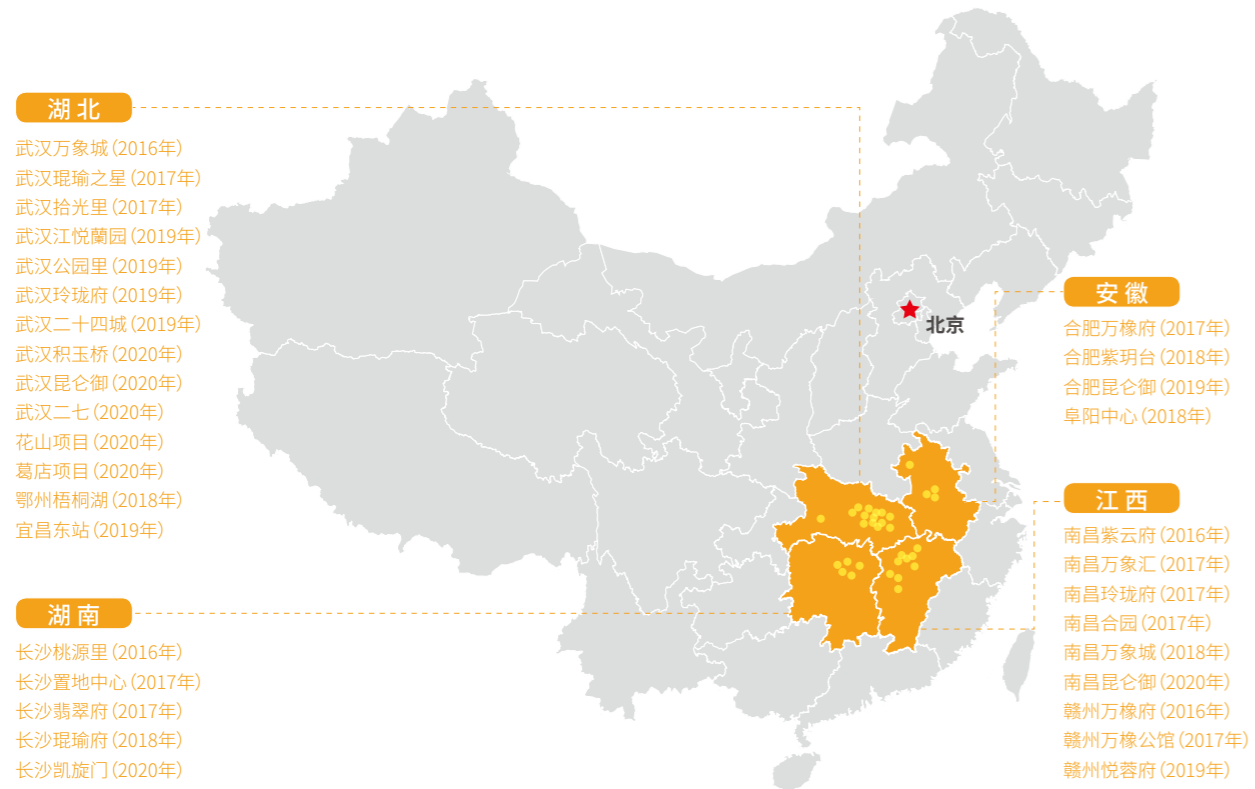 湖北
武汉万象城(2016年)
武汉琨瑜之星(2017年)
武汉拾光里(2017年)
武汉江悦蘭园(2019年)
武汉公园里(2019年)
武汉玲珑府(2019年)
武汉二十四城(2019年)
武汉积玉桥(2020年)
武汉昆仑御(2020年)
武汉二七(2020年)
花山项目(2020年)
葛店项目(2020年)
鄂州梧桐湖(2018年)
宜昌东站(2019年)
湖南
长沙桃源里(2016年)
长沙置地中心(2017年)
长沙翡翠府(2017年)
长沙琨瑜府(2018年)
长沙凯旋门(2020年)
北京
安徽
合肥万橡府(2017年)
合肥紫玥台(2018年)
合肥昆仑御(2019年)
阜阳中心(2018年)
江西
南昌紫云府(2016年)
南昌万象汇(2017年)
南昌玲珑府(2017年)
南昌合园(2017年)
南昌万象城(2018年)
南昌昆仑御(2020年)
赣州万橡府(2016年)
赣州万橡公馆(2017年)
赣州悦蓉府(2019年)